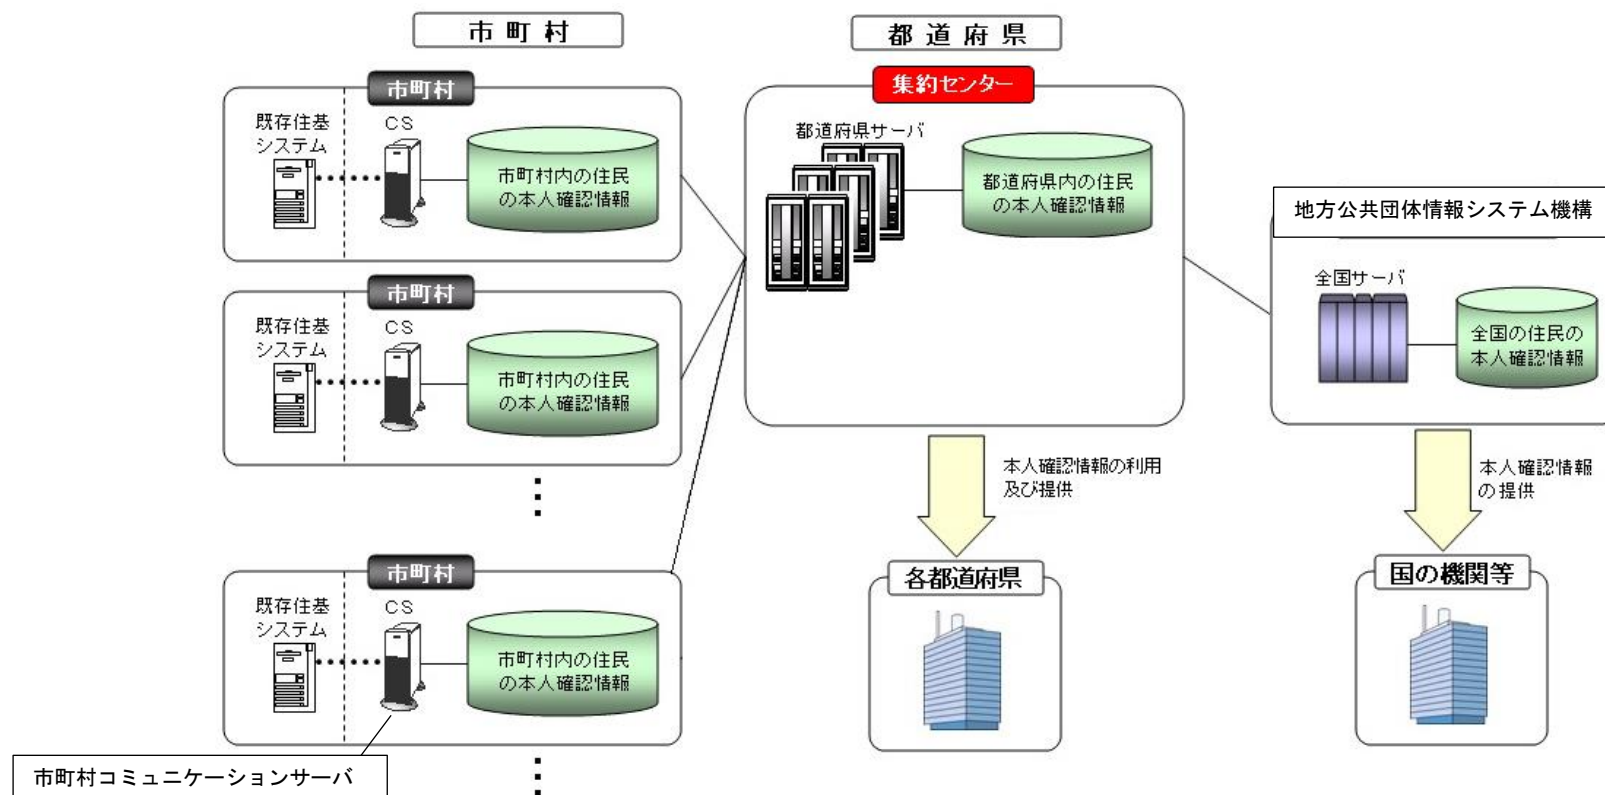 市町村
都道府県
市町村
既存住基
システム
CS
市町村内の住民
の本人確認情報
集約センター
都道府県サーバ
都道府県内の住民
の本人確認情報
地方公共団体情報システム機構
全国サーバ
全国の住民の
本人確認情報
市町村
既存住基
システム
CS
市町村内の住民
の本人確認情報
本人確認情報の利用
及び提供
本人確認情報
の提供
市町村
既存住基
システム
CS
市町村内の住民
の本人確認情報
各都道府県
国の機関等
市町村コミュニケーションサーバ